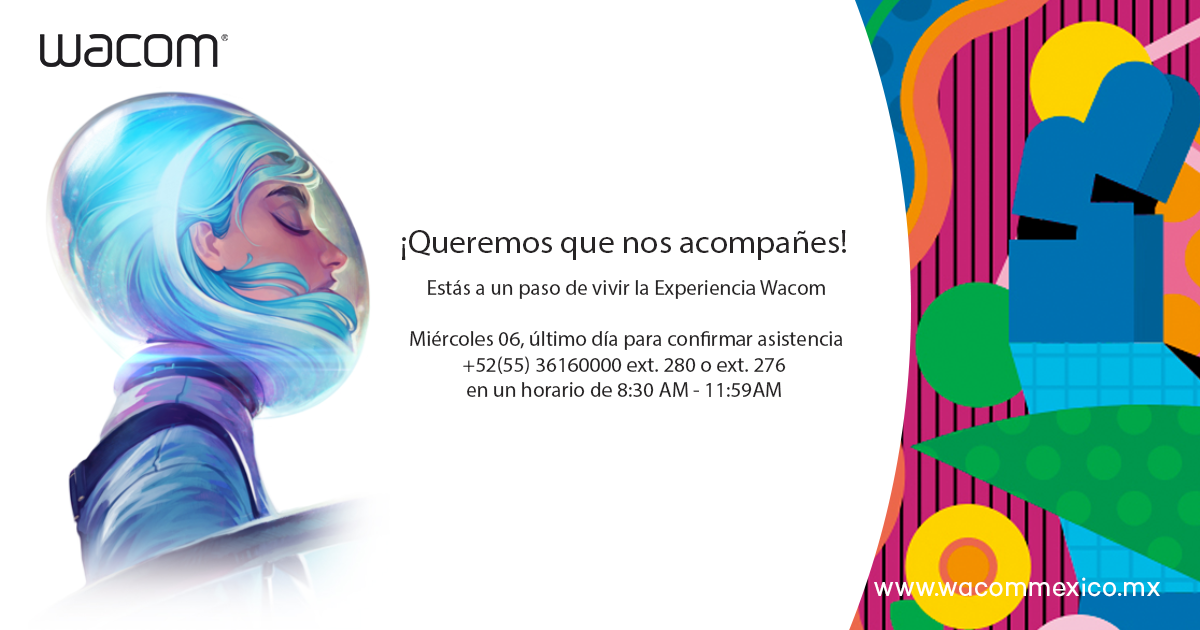 wacom®
¡Queremos que nos acompañes!
Estás a un paso de vivir la Experiencia Wacom
Miércoles 06, último día para confirmar asistencia
+52(55) 36160000 ext. 280 o ext. 276
en un horario de 8:30 AM - 11:59AM
www.wacommexico.mx